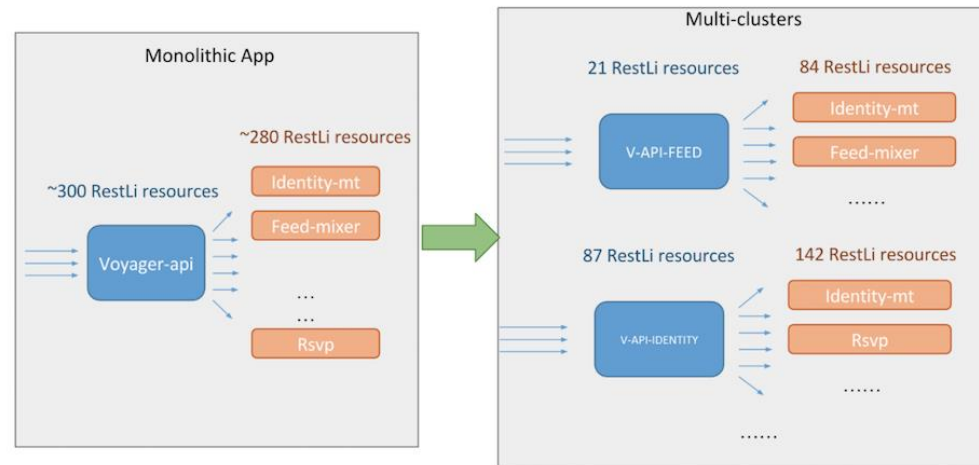 Monolithic App
~280 RestLi resources
~300 RestLi resources
Identity-mt
Feed-mixer
Voyager-api
...
...
Rsvp
Multi-clusters
21 RestLi resources
84 RestLi resources
Identity-mt
V-API-FEED
Feed-mixer
......
87 RestLi resources
142 RestLi resources
Identity-mt
V-API-IDENTITY
Rsvp
......
......